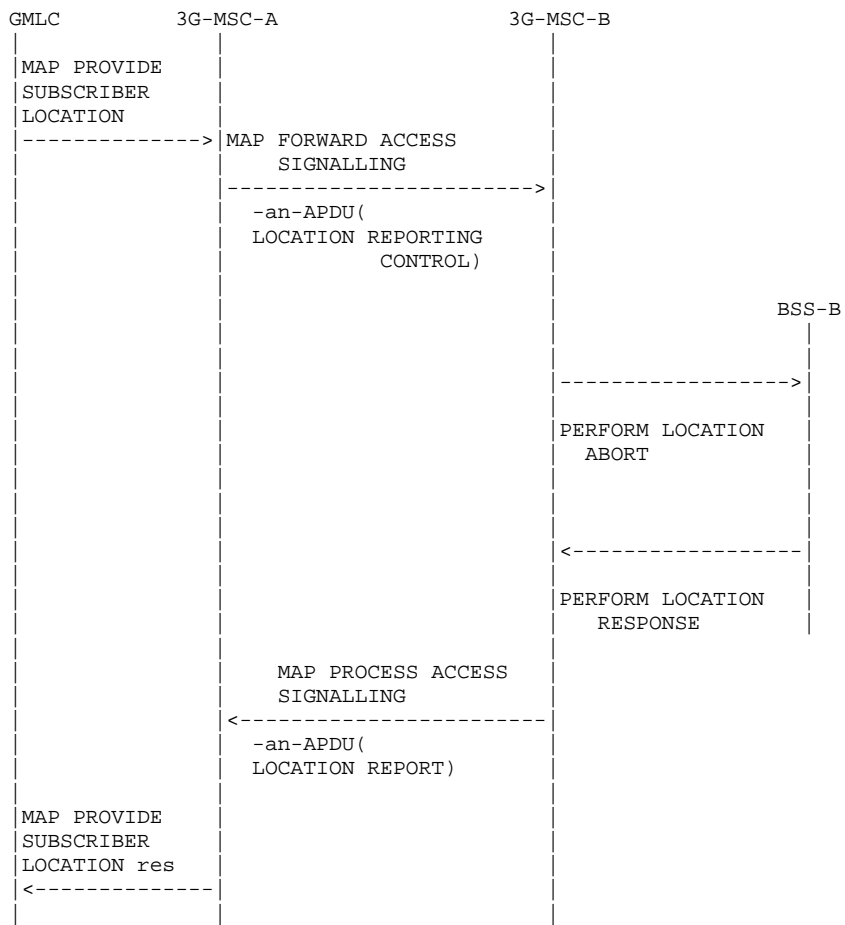 GMLC 3G-MSC-A 3G-MSC-B
MAP PROVIDE
SUBSCRIBER
LOCATION
MAP FORWARD ACCESS
SIGNALLING
-an-APDU(
LOCATION REPORTING
CONTROL)
BSS-B
PERFORM LOCATION
ABORT
PERFORM LOCATION
RESPONSE
MAP PROCESS ACCESS
SIGNALLING
-an-APDU(
LOCATION REPORT)
MAP PROVIDE
SUBSCRIBER
LOCATION res